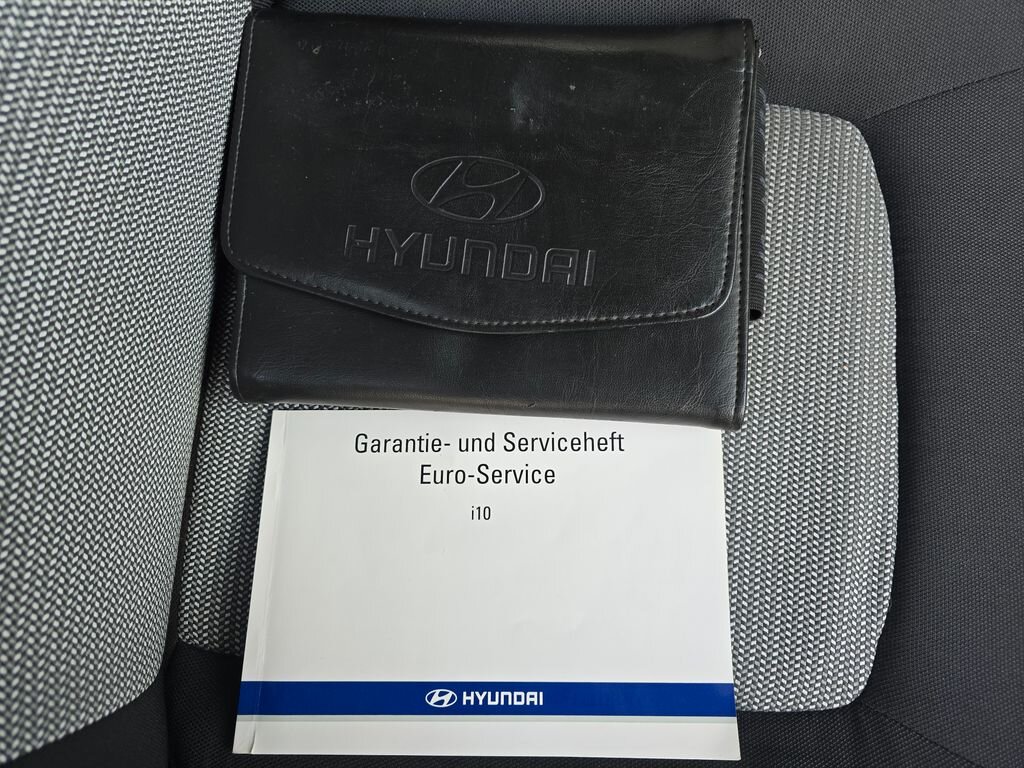 HYUNDAI
Garantie- und Serviceheft
Euro-Service
i10
HYUNDAI